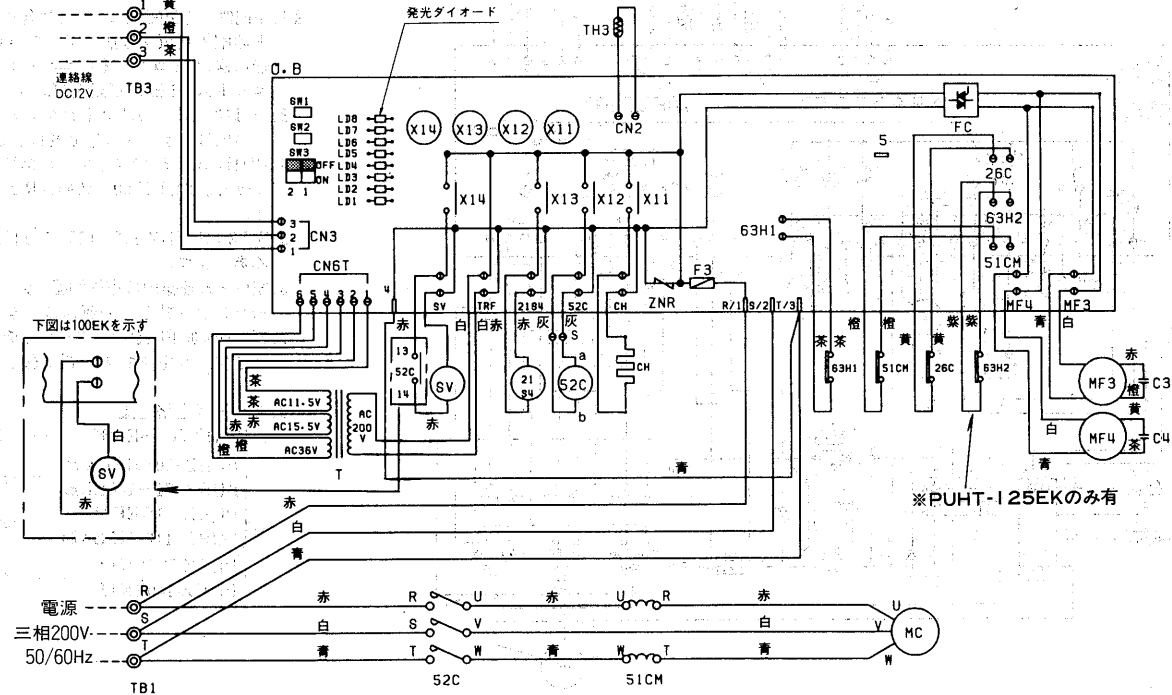 1 黄
2 橙
3 茶
連絡線
DC12V
TB3
発光ダイオード
TH3
O.B
SW1
SW2
SW3
OFF
ON
2 1
LD8
LD7
LD6
LD5
LD4
LD3
LD2
LD1
X14
X13
X12
X11
CN2
FC
5
26C
63H2
51CM
X14
X13
X12
X11
63H1
3
2
1
CN3
CN6T
6 5 4 3 2 1
4
SV
TRF
21S4
52C
CH
ZNR
F3
R/1
S/2
T/3
MF4
MF3
下図は100EKを示す
白
SV
赤
赤
白
白
赤
赤
灰
灰
S
a
b
13
52C
14
SV
赤
21
S4
52C
CH
茶
茶
AC11.5V
赤
赤
AC15.5V
橙
橙
AC36V
AC
200
V
T
茶
茶
63H1
橙
橙
51CM
黄
黄
26C
紫
紫
63H2
青
白
MF3
赤
橙
C3
MF4
黄
茶
C4
白
青
※PUHT-125EKのみ有
青
赤
白
青
電源
三相200V
50/60Hz
R
S
T
TB1
赤
R
U
赤
U
R
赤
U
白
S
V
白
V
青
T
W
青
W
T
青
W
MC
52C
51CM